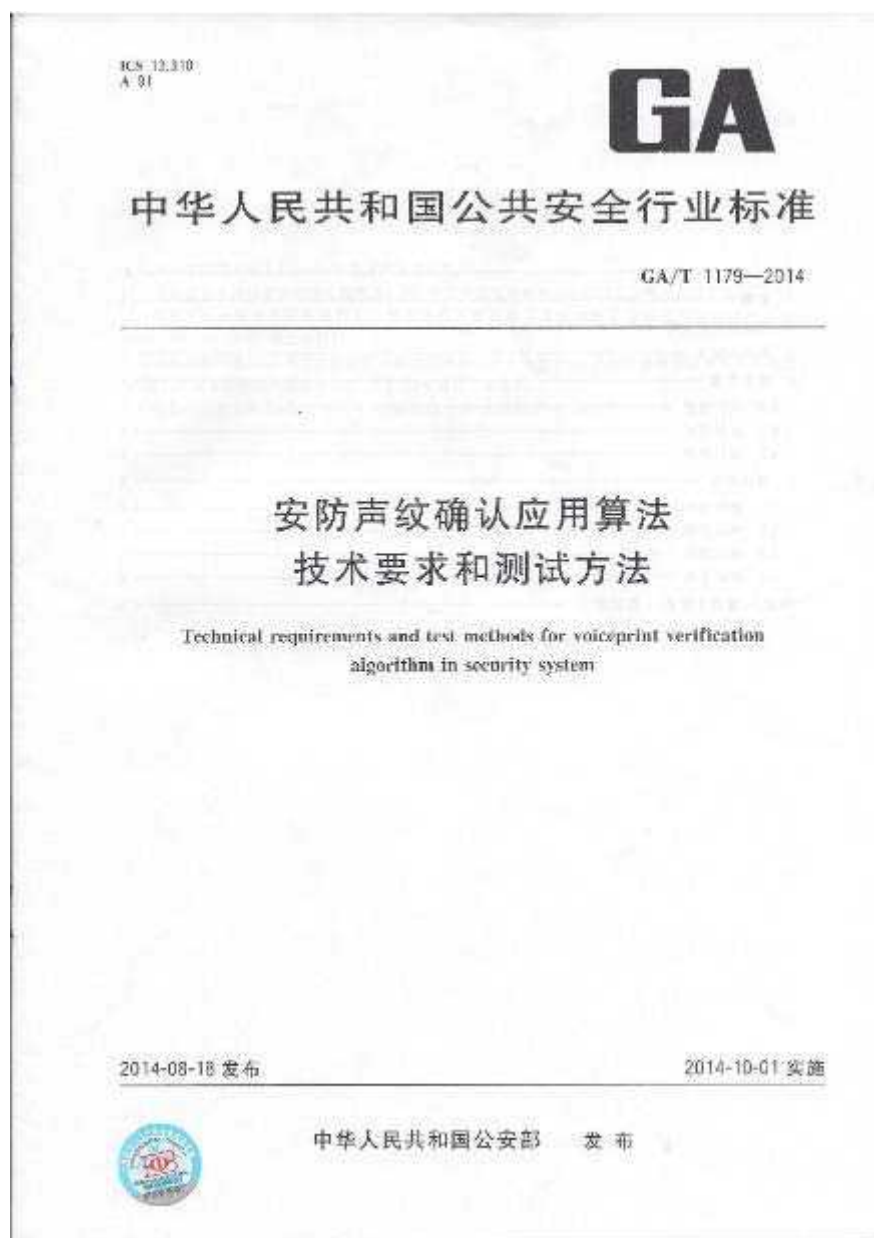 ICS 13.310
A 91
GA
中华人民共和国公共安全行业标准
GA/T 1179—2014
安防声纹确认应用算法
技术要求和测试方法
Technical requirements and test methods for voiceprint verification
algorithm in security system
2014-08-18 发布
2014-10-01 实施
中华人民共和国公安部 发布